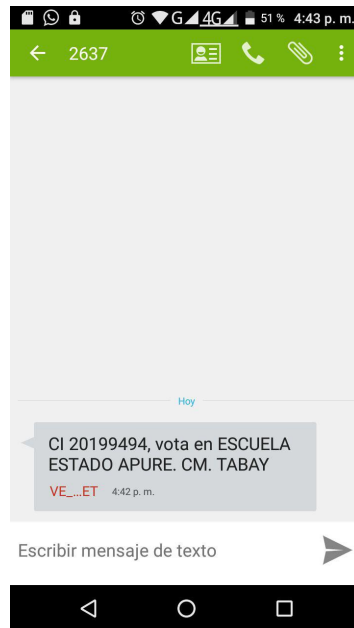 G 4G 51 % 4:43 p. m.
2637
Hoy
CI 20199494, vota en ESCUELA
ESTADO APURE. CM. TABAY
VE_...ET 4:42 p. m.
Escribir mensaje de texto